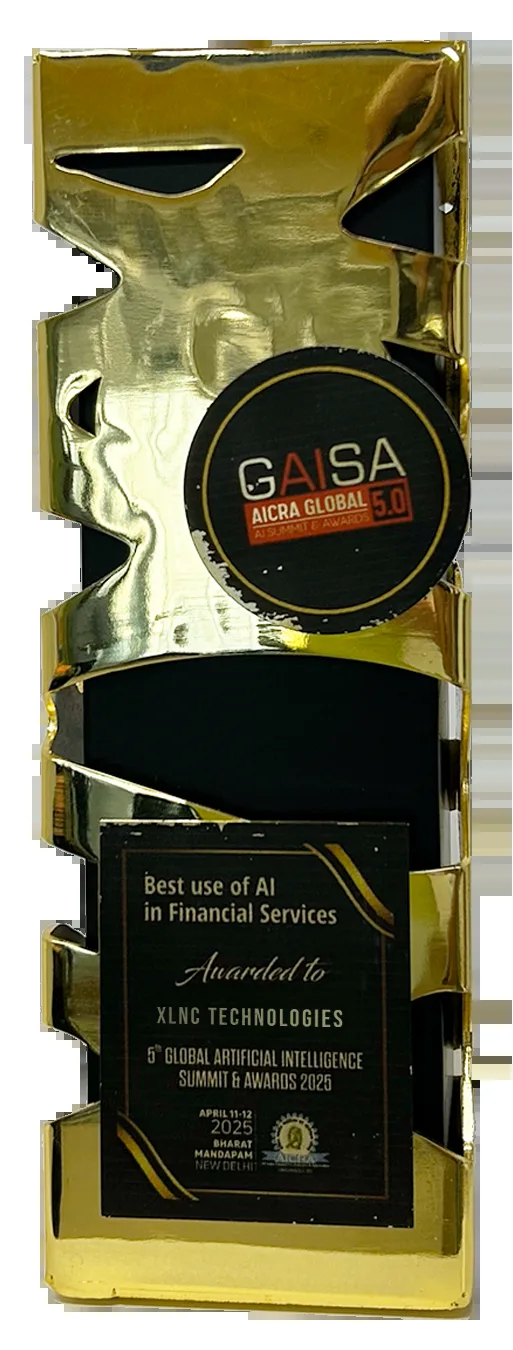 GAISA
AICRA GLOBAL
AI SUMMIT & AWARDS
5.0
Best use of AI
in Financial Services
Awarded to
XLNC TECHNOLOGIES
5th GLOBAL ARTIFICIAL INTELLIGENCE
SUMMIT & AWARDS 2025
APRIL 11-12
2025
BHARAT
MANDAPAM
NEW DELHI
AICRA